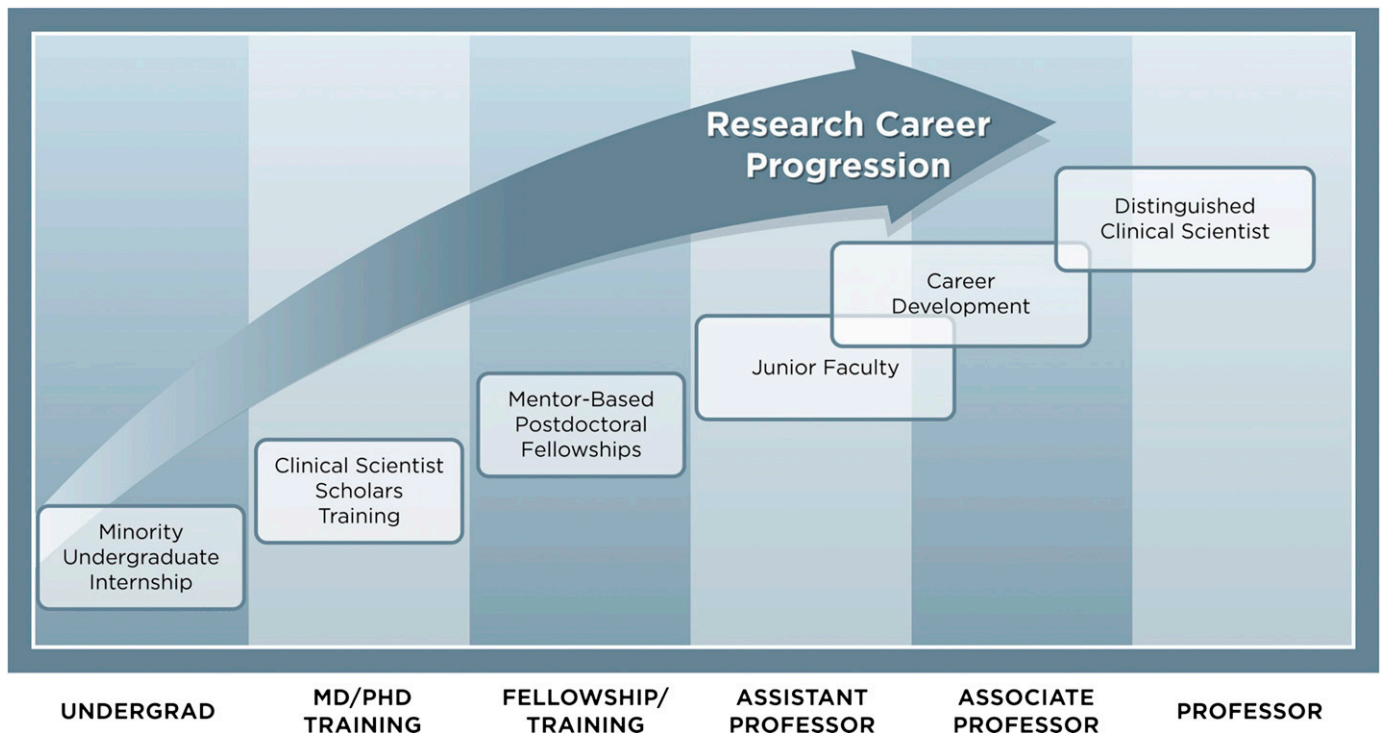 Research Career
Progression
Distinguished
Clinical Scientist
Career
Development
Junior Faculty
Mentor-Based
Postdoctoral
Fellowships
Clinical Scientist
Scholars
Training
Minority
Undergraduate
Internship
UNDERGRAD
MD/PHD
TRAINING
FELLOWSHIP/
TRAINING
ASSISTANT
PROFESSOR
ASSOCIATE
PROFESSOR
PROFESSOR